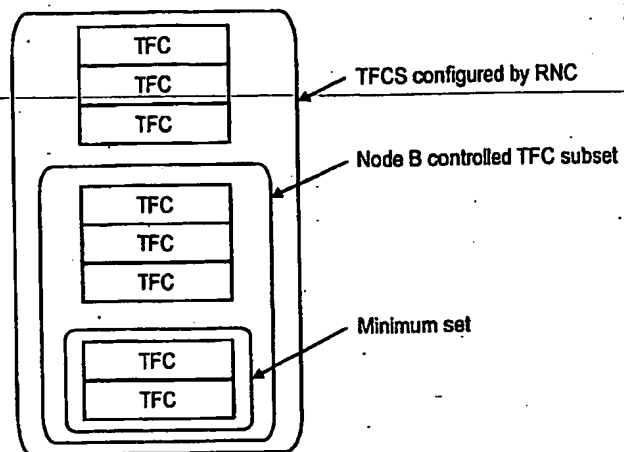 TFC
TFC
TFC
TFCS configured by RNC
Node B controlled TFC subset
TFC
TFC
TFC
Minimum set
TFC
TFC